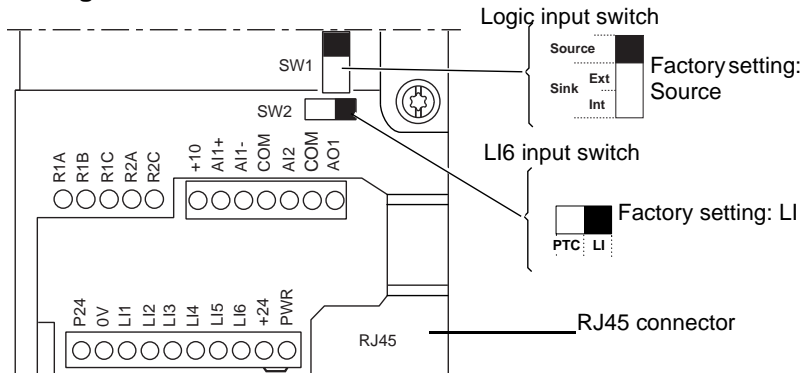 Logic input switch
Source
Sink
Ext
Int
Factory setting:
Source
SW1
SW2
LI6 input switch
Factory setting: LI
PTC
LI
R1A
R1B
R1C
R2A
R2C
+10
AI1+
AI1-
COM
AI2
COM
AO1
P24
0V
LI1
LI2
LI3
LI4
LI5
LI6
+24
PWR
RJ45
RJ45 connector